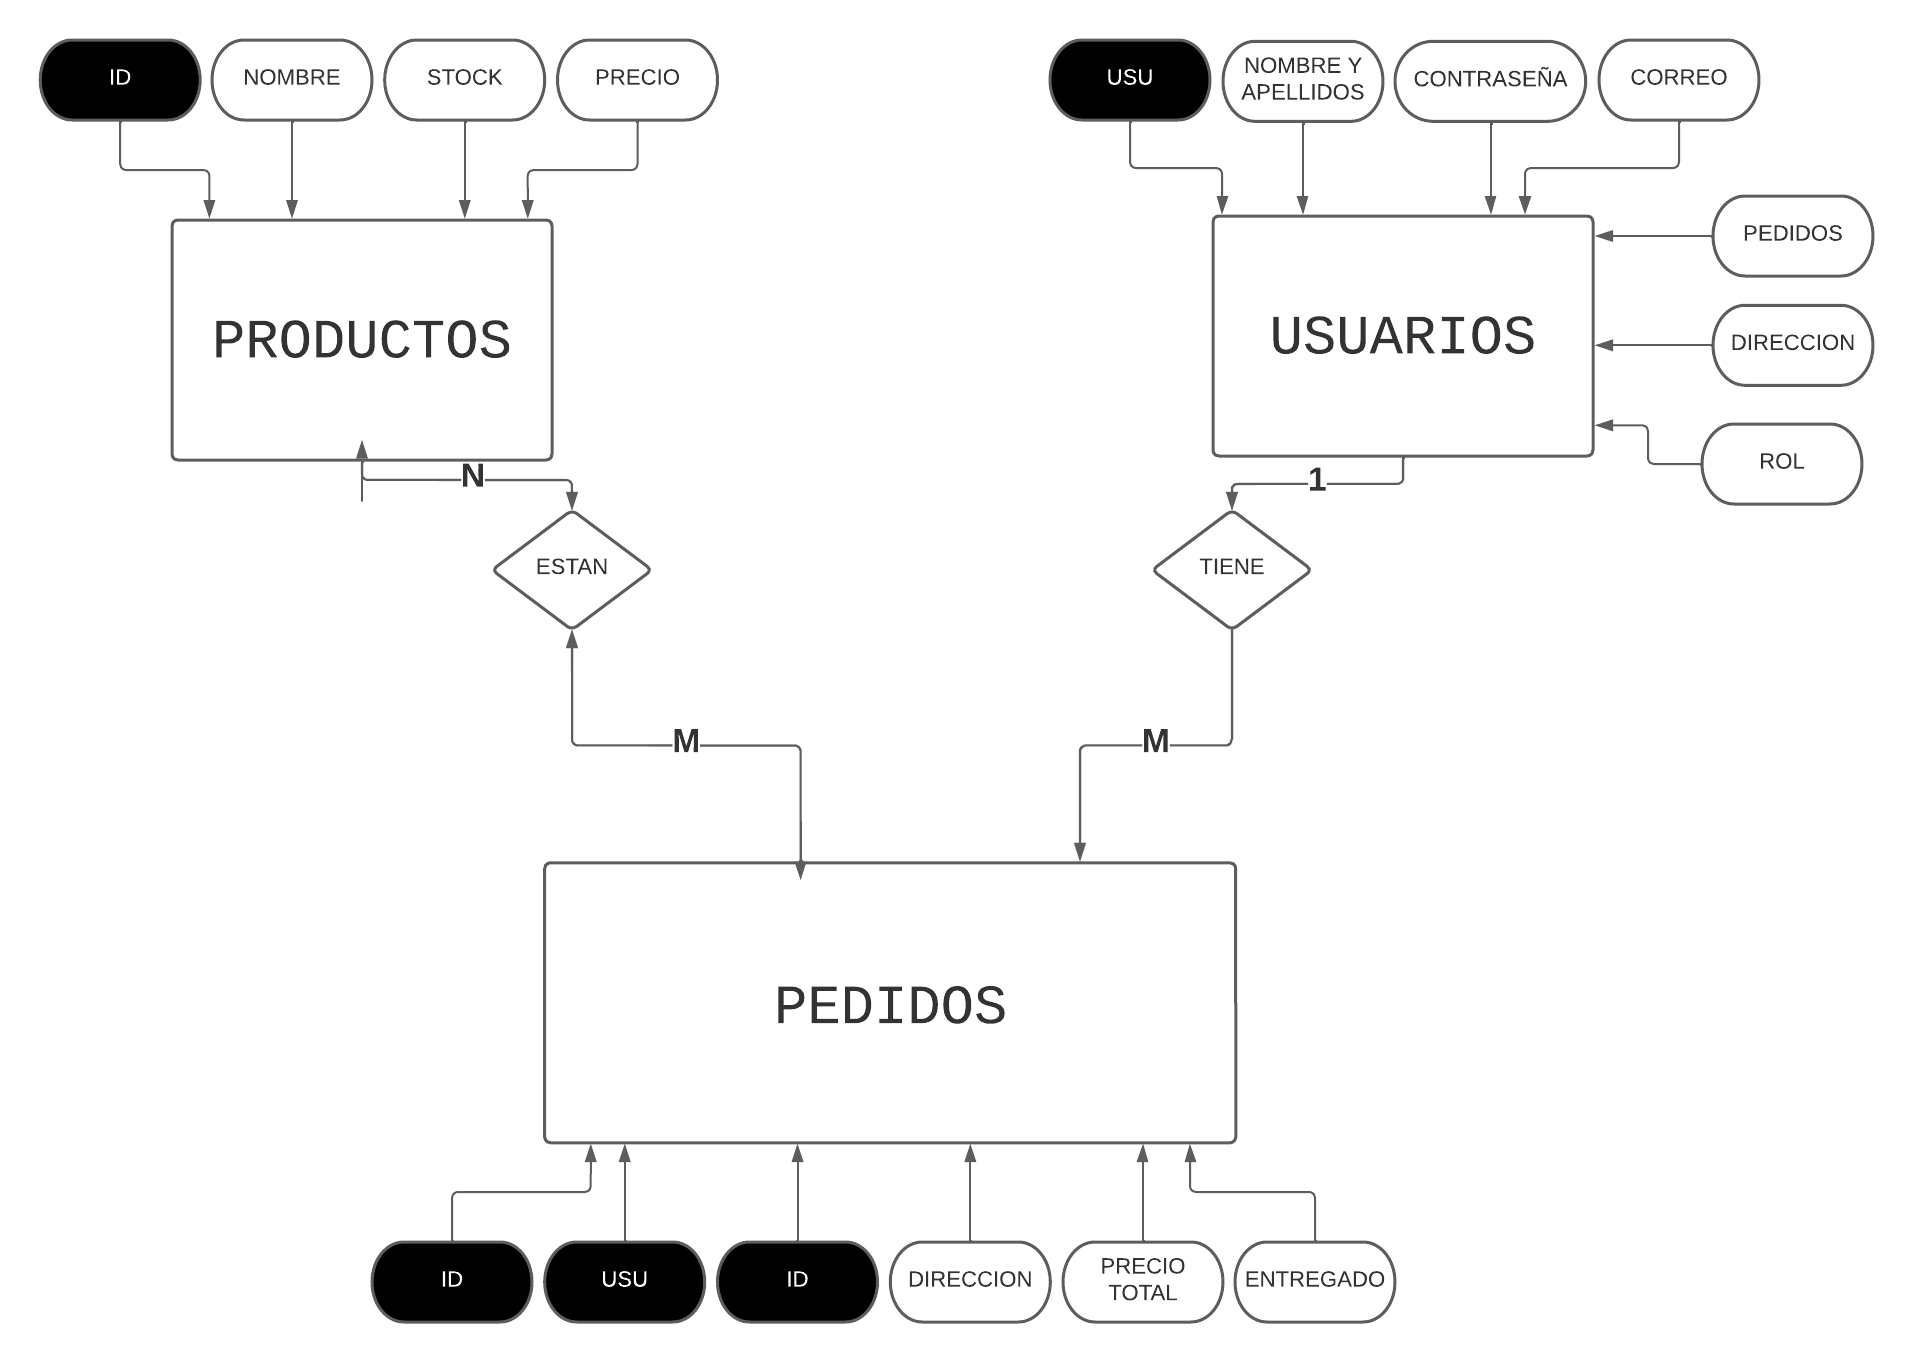 ID
NOMBRE
STOCK
PRECIO
USU
NOMBRE Y
APELLIDOS
CONTRASEÑA
CORREO
PEDIDOS
DIRECCION
ROL
PRODUCTOS
USUARIOS
N
1
ESTAN
TIENE
M
M
PEDIDOS
ID
USU
ID
DIRECCION
PRECIO
TOTAL
ENTREGADO